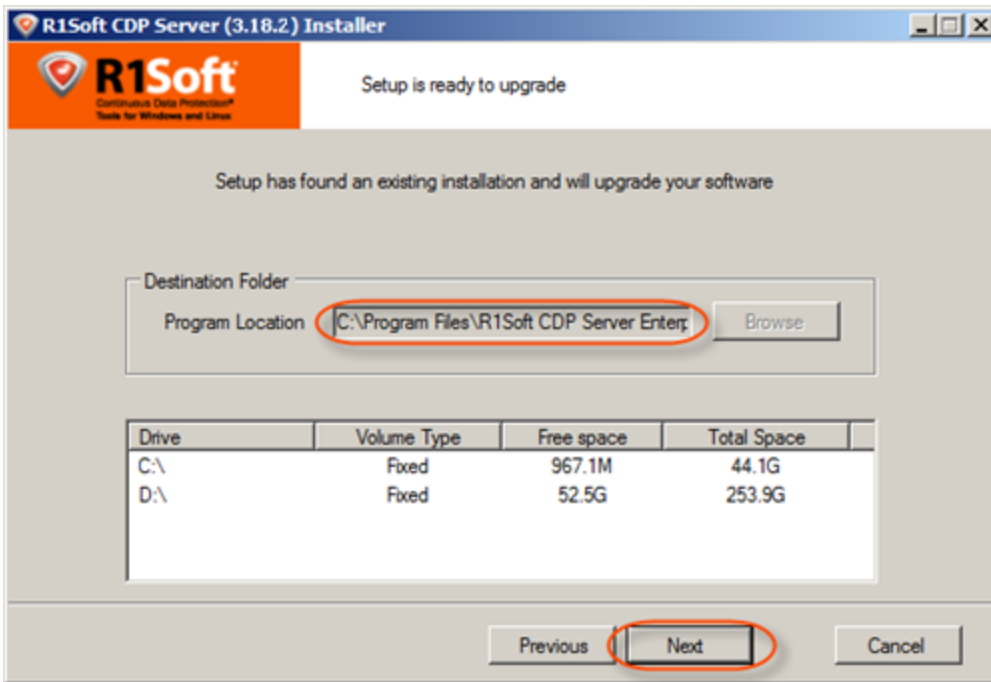 R1Soft CDP Server (3.18.2) Installer
R1Soft
Continuous Data Protection®
Tools for Windows and Linux
Setup is ready to upgrade
Setup has found an existing installation and will upgrade your software
Destination Folder
Program Location C:\Program Files\R1Soft CDP Server Enterp Browse
Drive Volume Type Free space Total Space
C:\ Fixed 967.1M 44.1G
D:\ Fixed 52.5G 253.9G
Previous Next Cancel